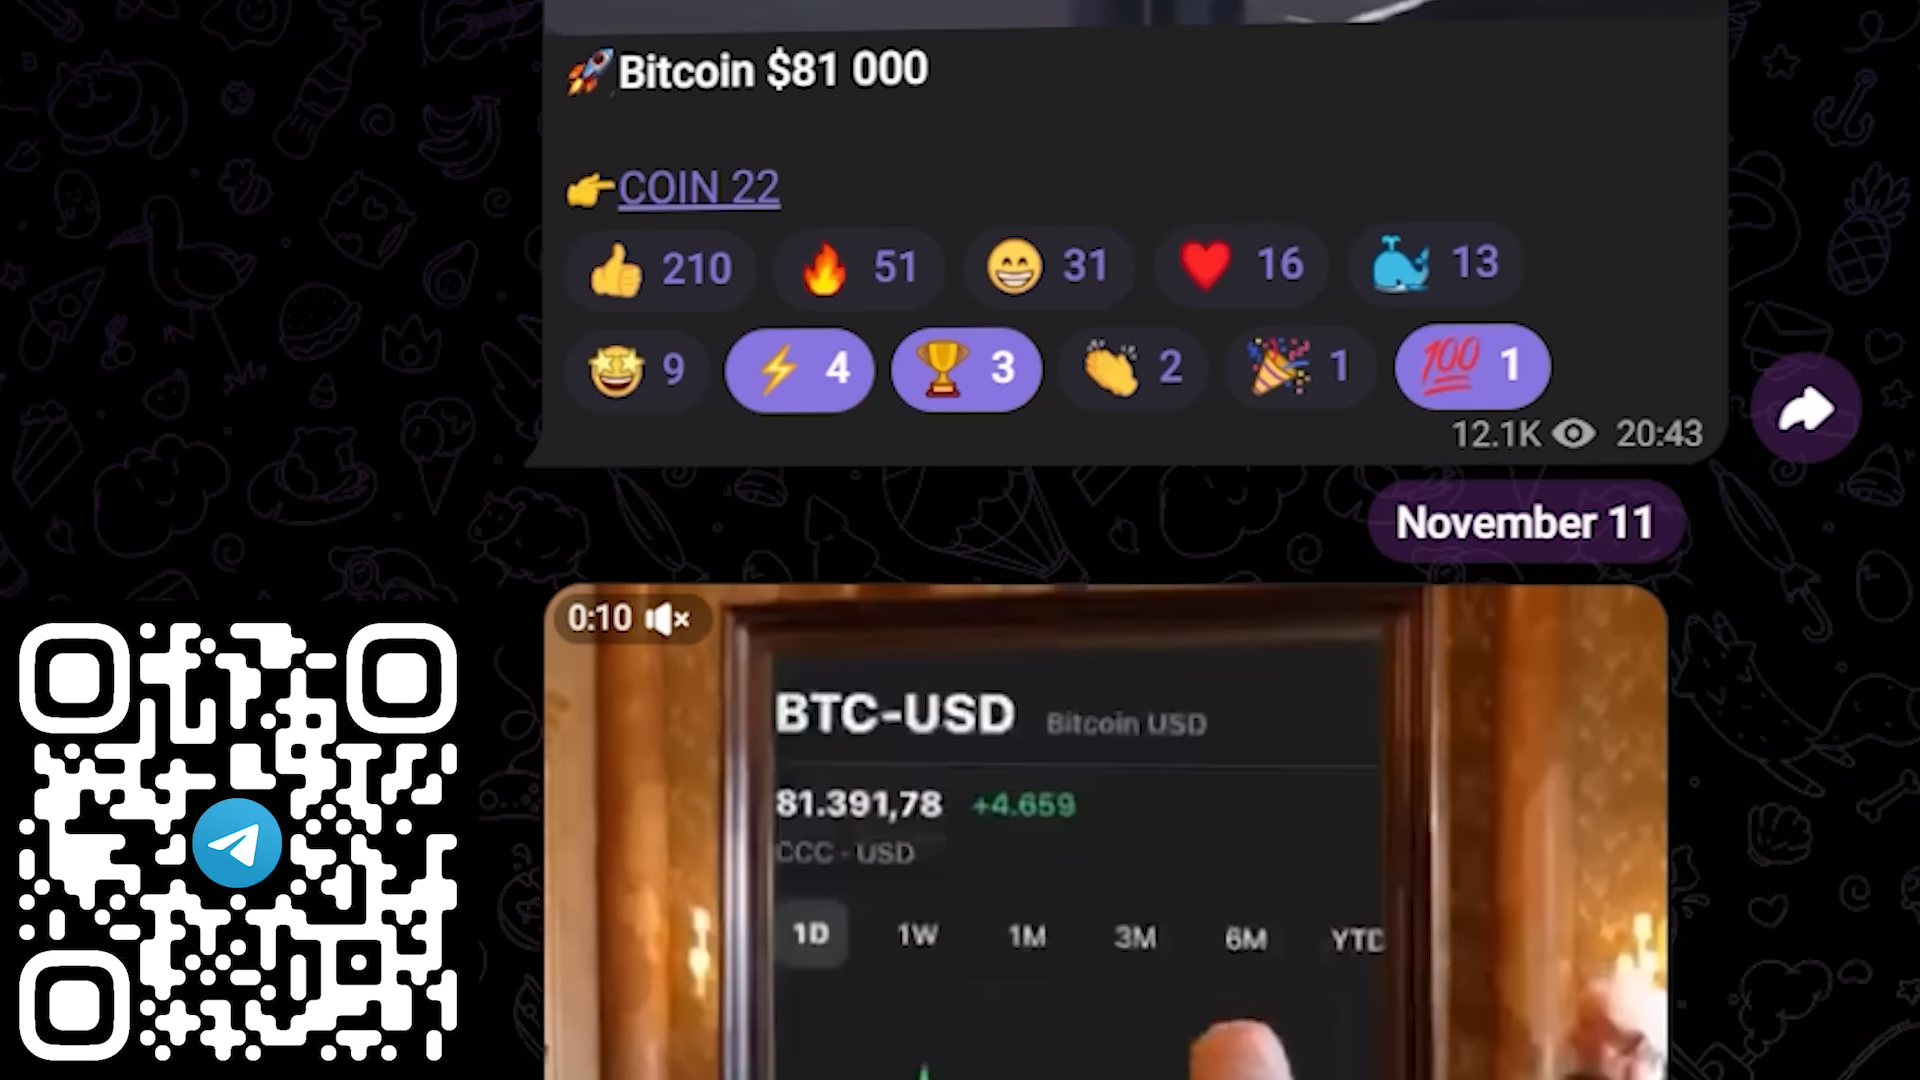 🚀Bitcoin $81 000
👉COIN 22
👍 210 🔥 51 😁 31 ❤️ 16 🐳 13
🤩 9 ⚡ 4 🏆 3 👏 2 🎉 1 💯 1
12.1K 20:43
November 11
0:10
BTC-USD Bitcoin USD
81.391,78 +4.659
CCC - USD
1D 1W 1M 3M 6M YTD